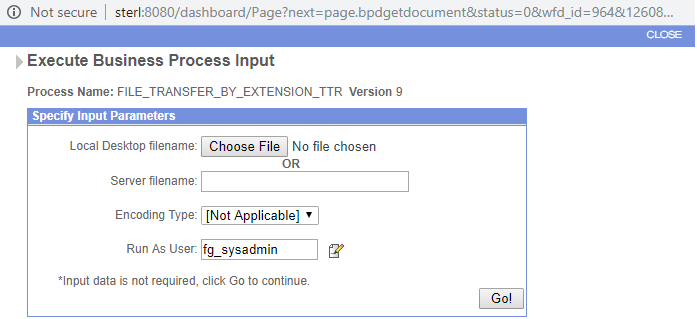 Not secure sterl:8080/dashboard/Page?next=page.bpdgetdocument&status=0&wfd_id=964&12608...
CLOSE
Execute Business Process Input
Process Name: FILE_TRANSFER_BY_EXTENSION_TTR Version 9
Specify Input Parameters
Local Desktop filename: Choose File No file chosen
OR
Server filename:
Encoding Type: [Not Applicable]
Run As User: fg_sysadmin
*Input data is not required, click Go to continue.
Go!